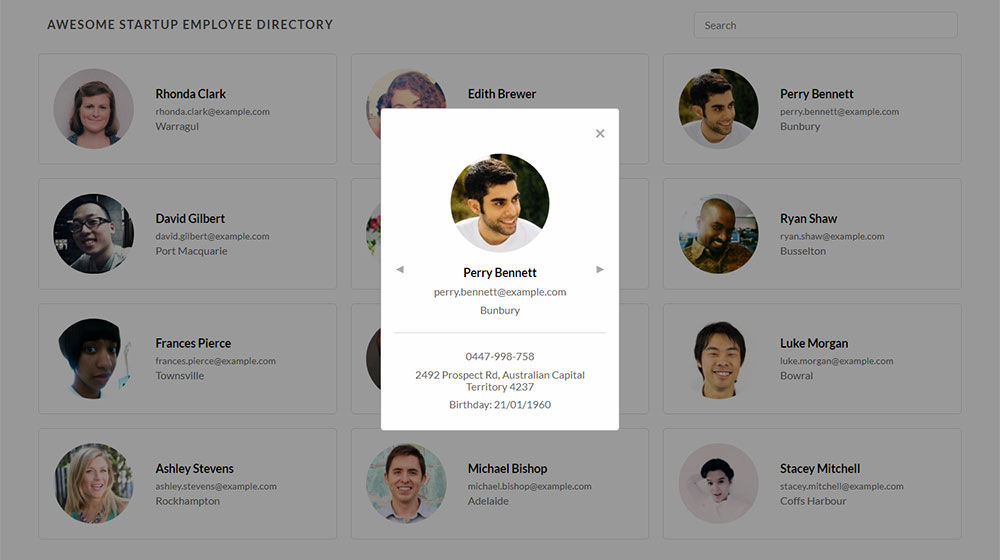 AWESOME STARTUP EMPLOYEE DIRECTORY
Search
Rhonda Clark
rhonda.clark@example.com
Warragul
Edith Brewer
Perry Bennett
perry.bennett@example.com
Bunbury
David Gilbert
david.gilbert@example.com
Port Macquarie
Ryan Shaw
ryan.shaw@example.com
Busselton
Frances Pierce
frances.pierce@example.com
Townsville
Luke Morgan
luke.morgan@example.com
Bowral
Ashley Stevens
ashley.stevens@example.com
Rockhampton
Michael Bishop
michael.bishop@example.com
Adelaide
Stacey Mitchell
stacey.mitchell@example.com
Coffs Harbour
×
Perry Bennett
perry.bennett@example.com
Bunbury
0447-998-758
2492 Prospect Rd, Australian Capital
Territory 4237
Birthday: 21/01/1960